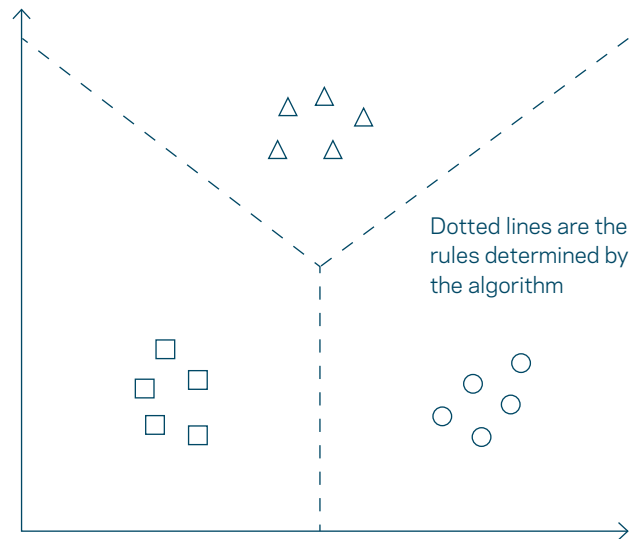 Dotted lines are the
rules determined by
the algorithm